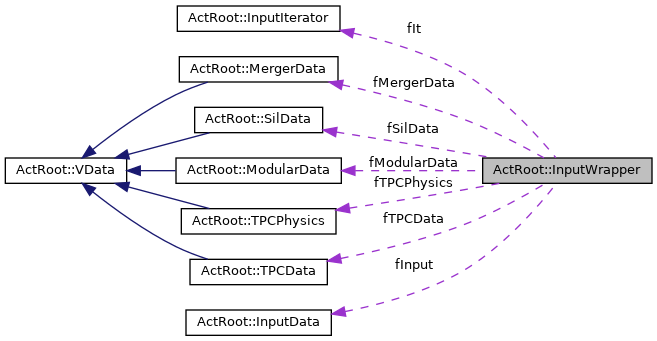 ActRoot::InputIterator
fIt
ActRoot::MergerData
fMergerData
ActRoot::SilData
fSilData
ActRoot::VData
ActRoot::ModularData
fModularData
ActRoot::InputWrapper
fTPCPhysics
ActRoot::TPCPhysics
fTPCData
ActRoot::TPCData
fInput
ActRoot::InputData